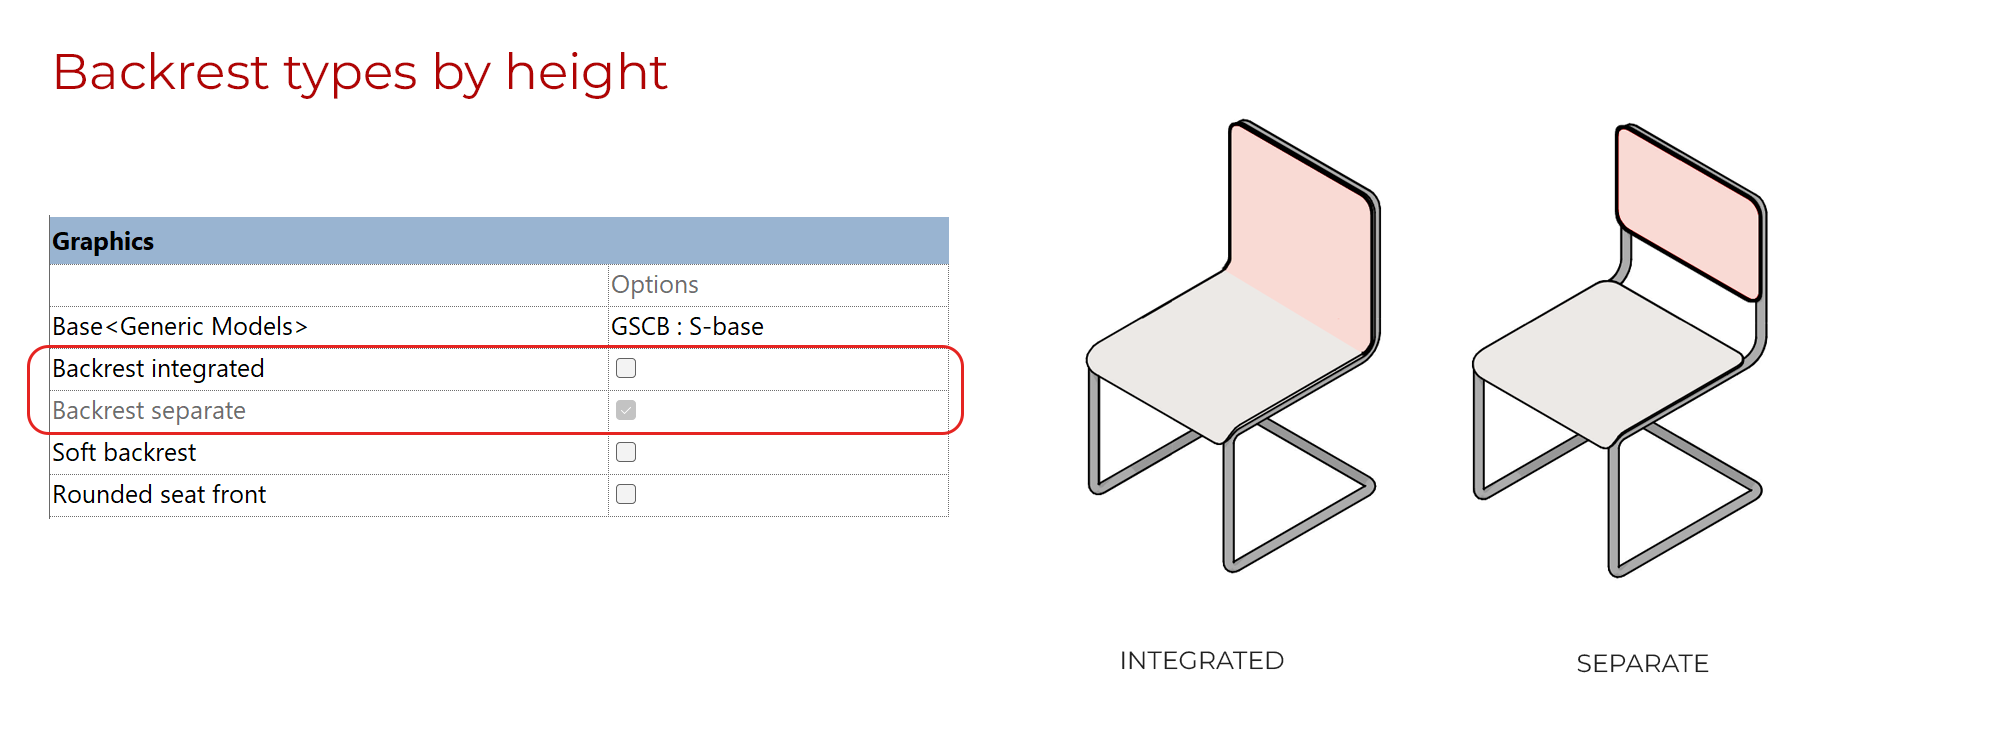 Backrest types by height
Graphics
Options
Base<Generic Models> GSCB : S-base
Backrest integrated
Backrest separate
Soft backrest
Rounded seat front
INTEGRATED
SEPARATE